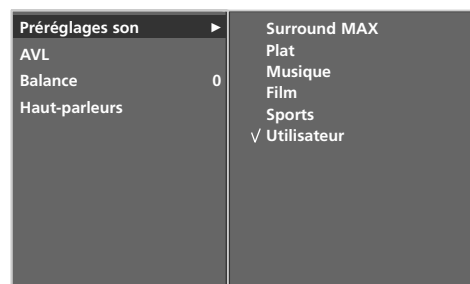 Préréglages son ►
AVL
Balance 0
Haut-parleurs
Surround MAX
Plat
Musique
Film
Sports
√ Utilisateur